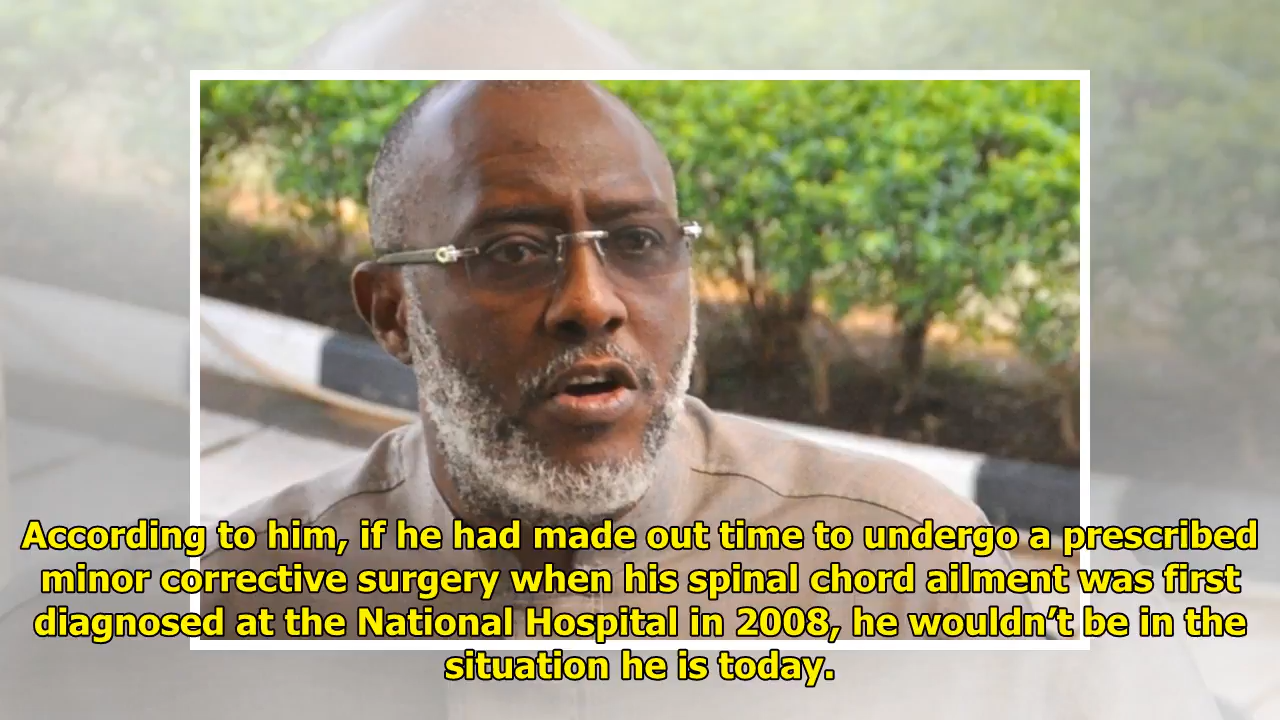 According to him, if he had made out time to undergo a prescribed
minor corrective surgery when his spinal chord ailment was first
diagnosed at the National Hospital in 2008, he wouldn’t be in the
situation he is today.